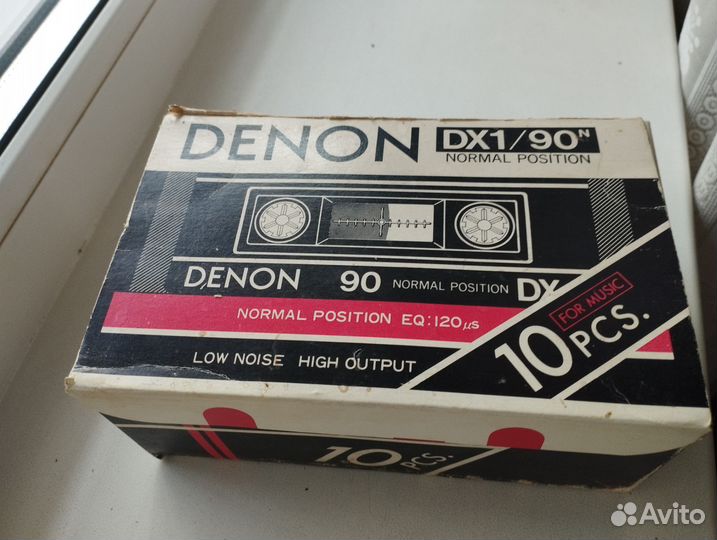 DENON DX1/90N
NORMAL POSITION
DENON 90 NORMAL POSITION DX
NORMAL POSITION EQ:120μs
LOW NOISE HIGH OUTPUT
FOR MUSIC
10PCS.
10PCS.
Avito